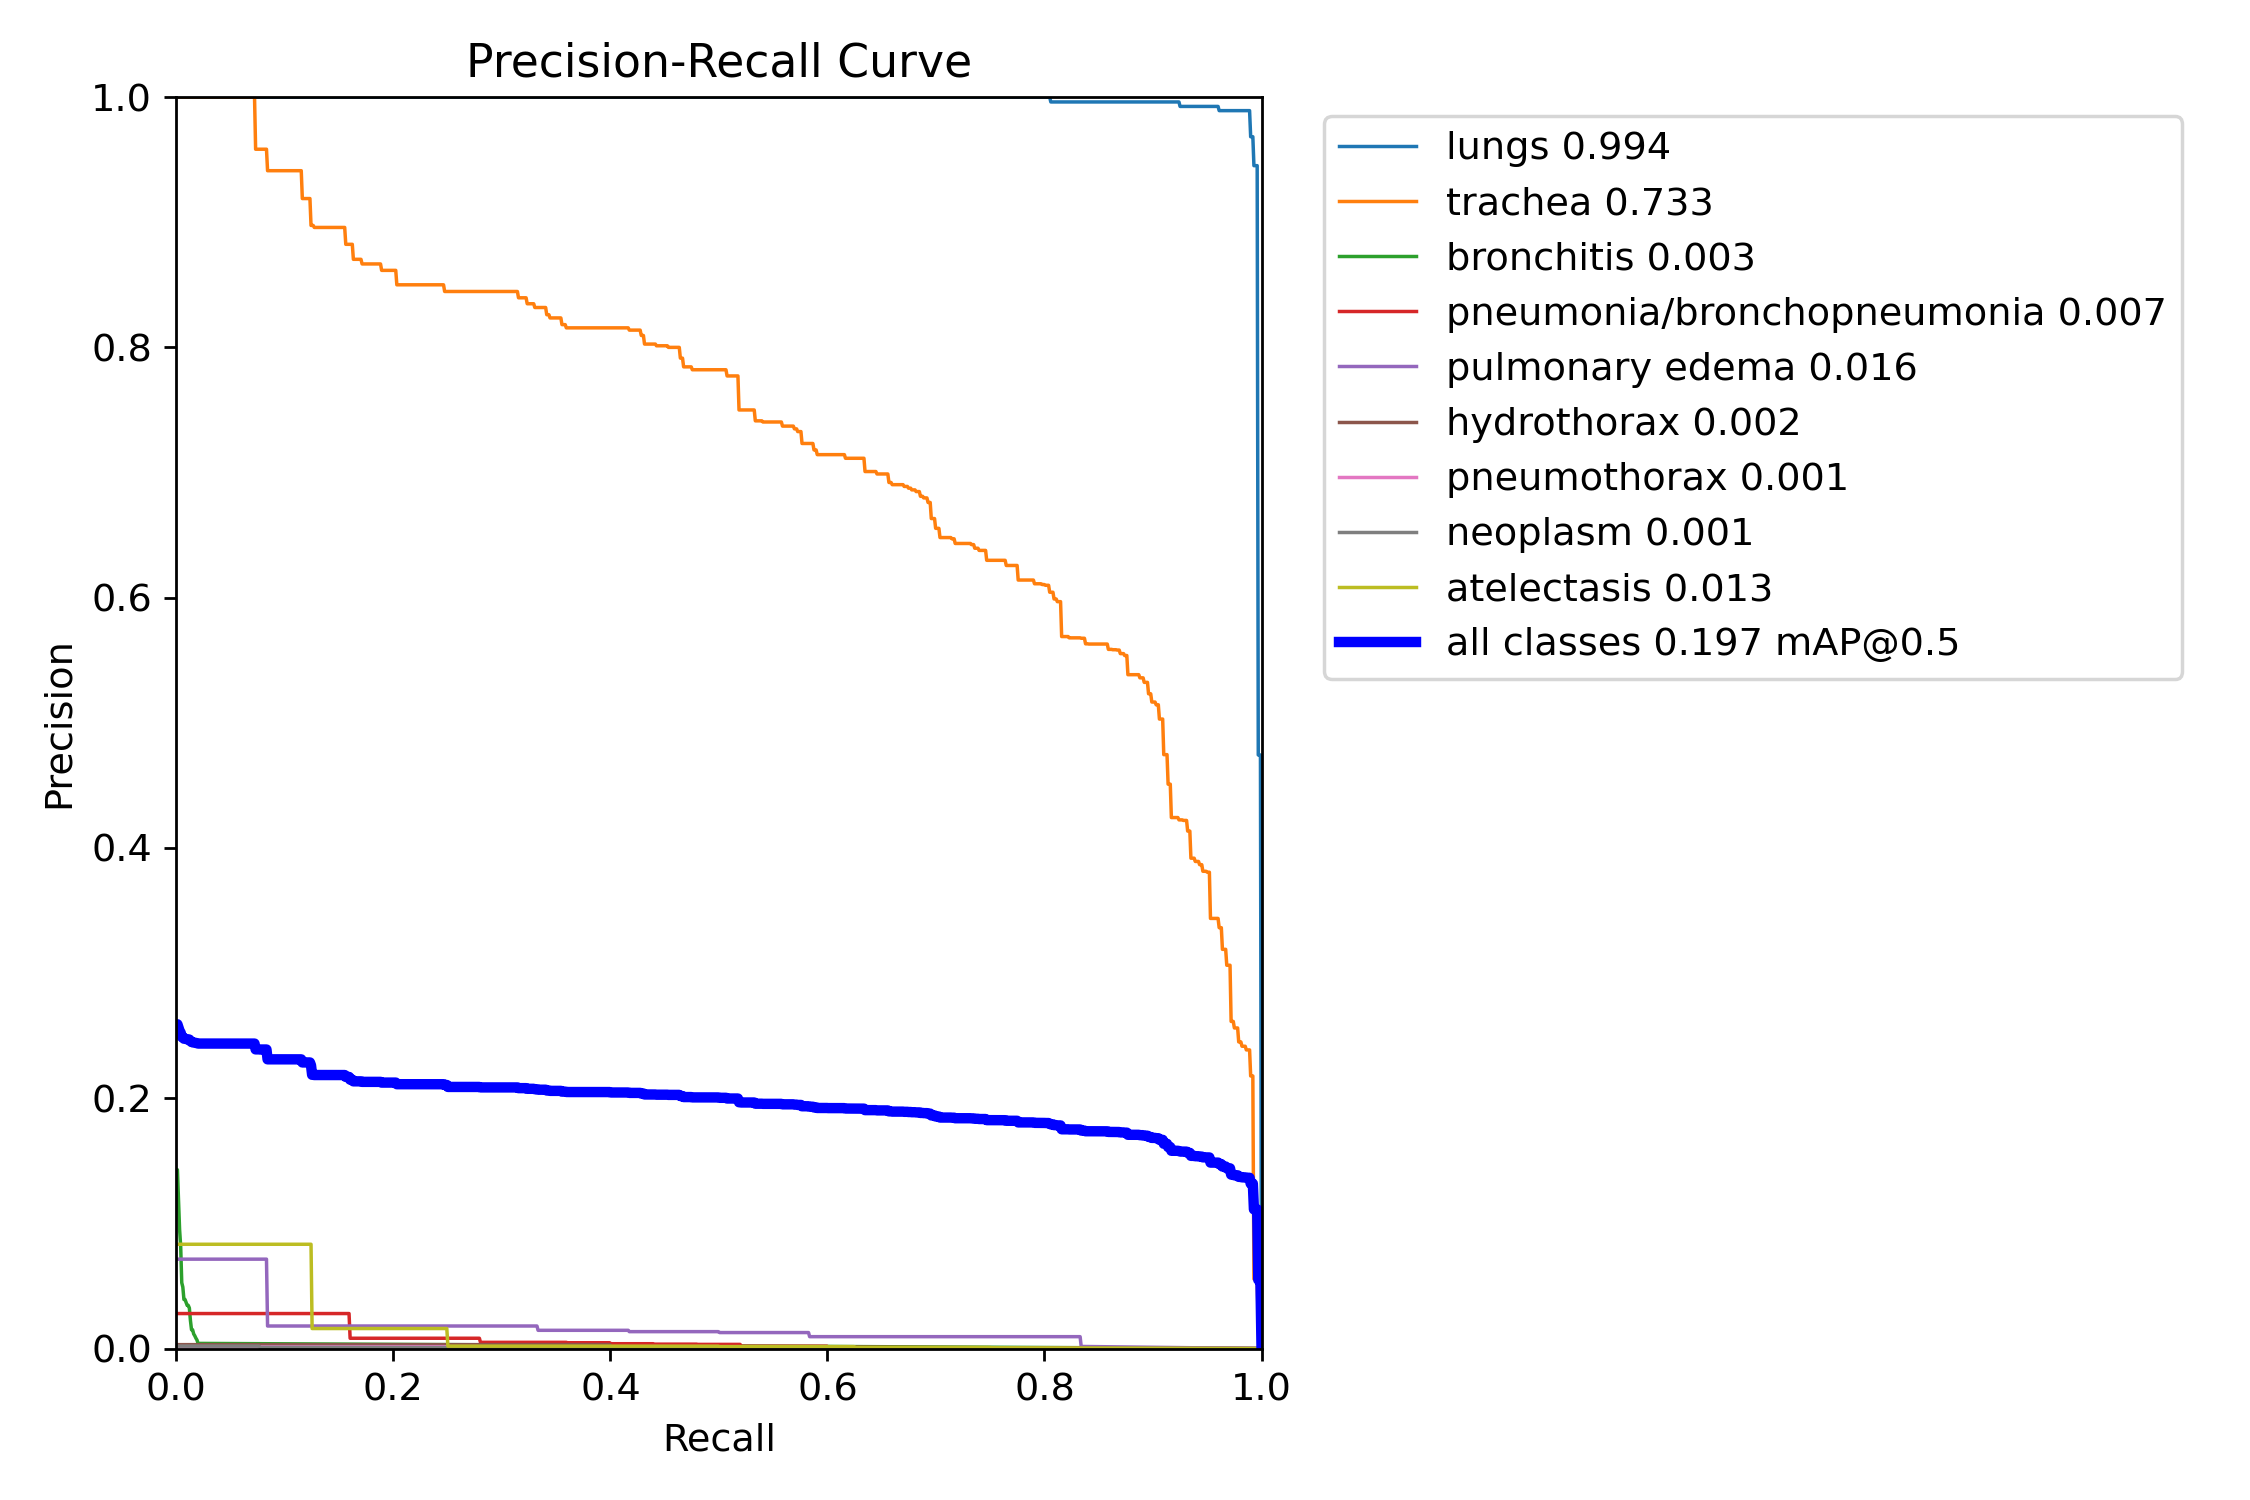 Precision-Recall Curve
1.0
0.8
0.6
0.4
0.2
0.0
Precision
0.0 0.2 0.4 0.6 0.8 1.0
Recall
lungs 0.994
trachea 0.733
bronchitis 0.003
pneumonia/bronchopneumonia 0.007
pulmonary edema 0.016
hydrothorax 0.002
pneumothorax 0.001
neoplasm 0.001
atelectasis 0.013
all classes 0.197 mAP@0.5